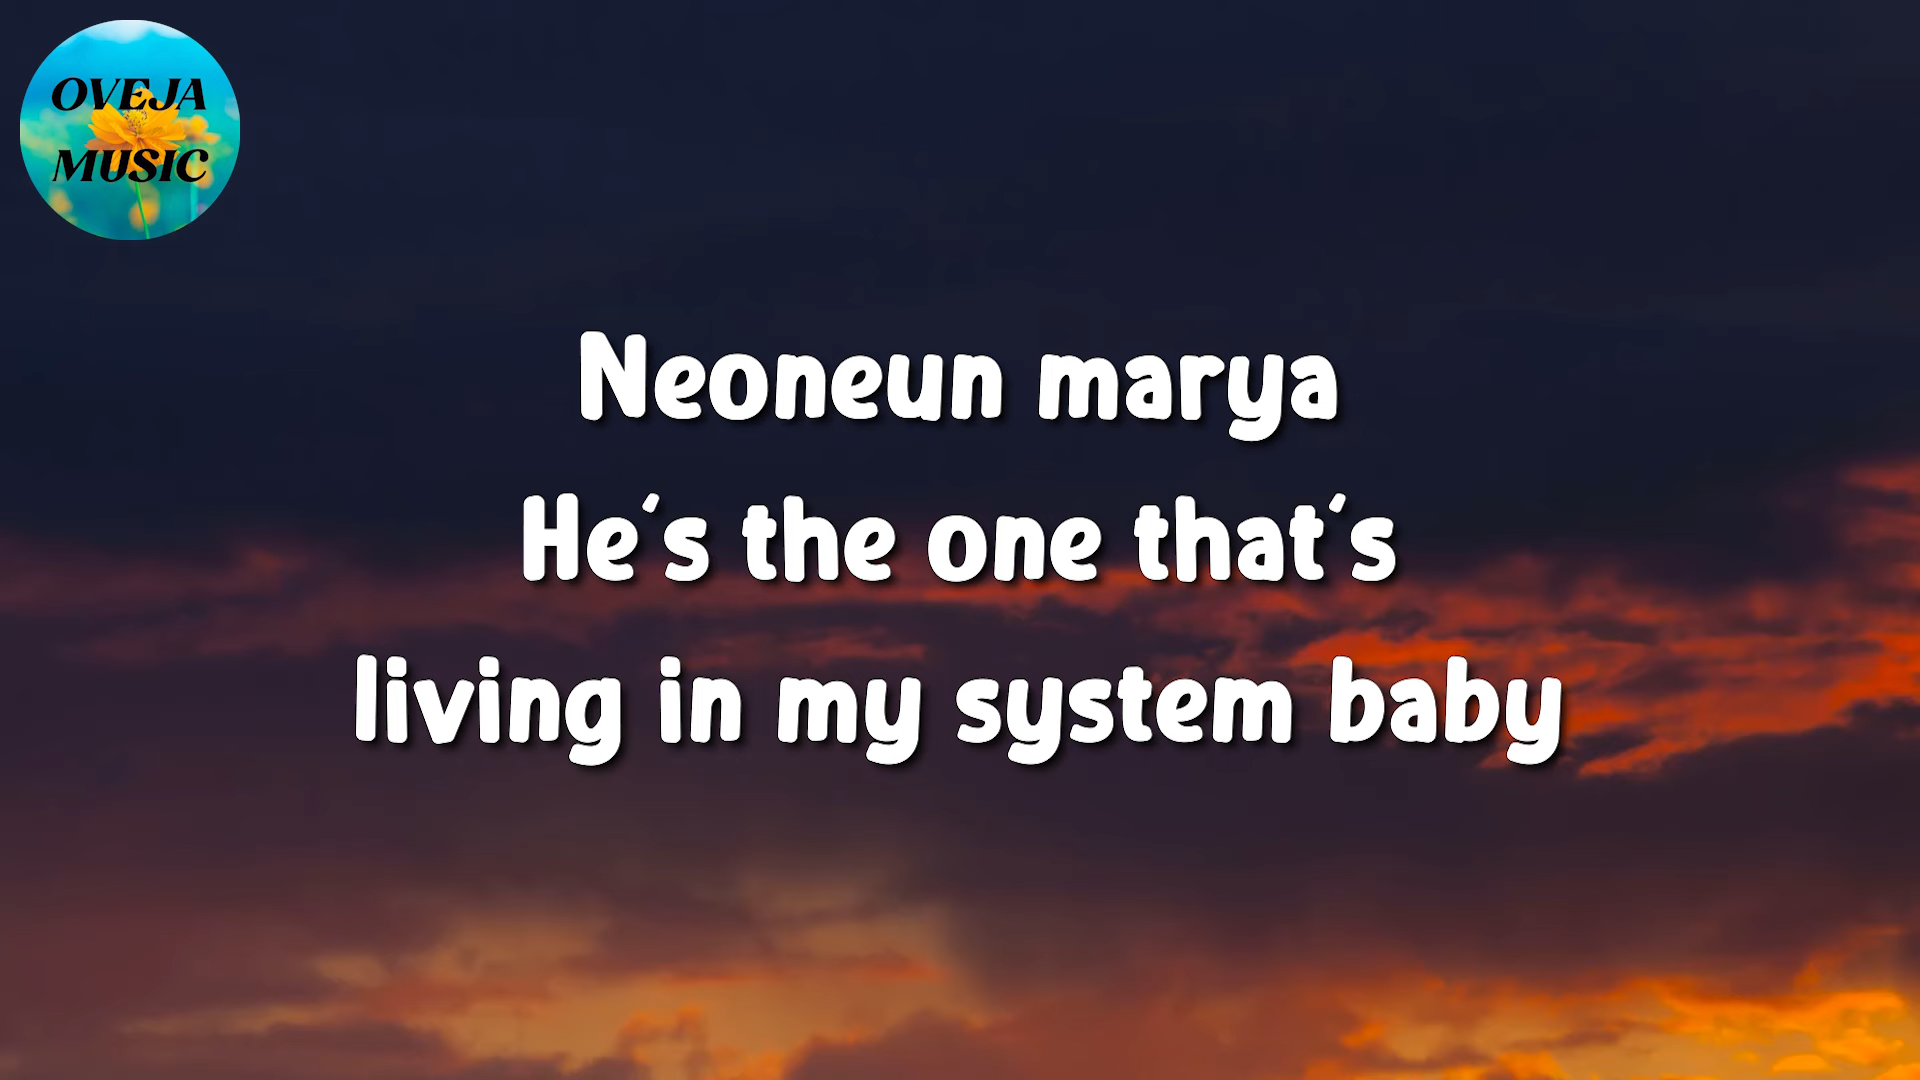 OVEJA
MUSIC
Neoneun marya
He's the one that's
living in my system baby